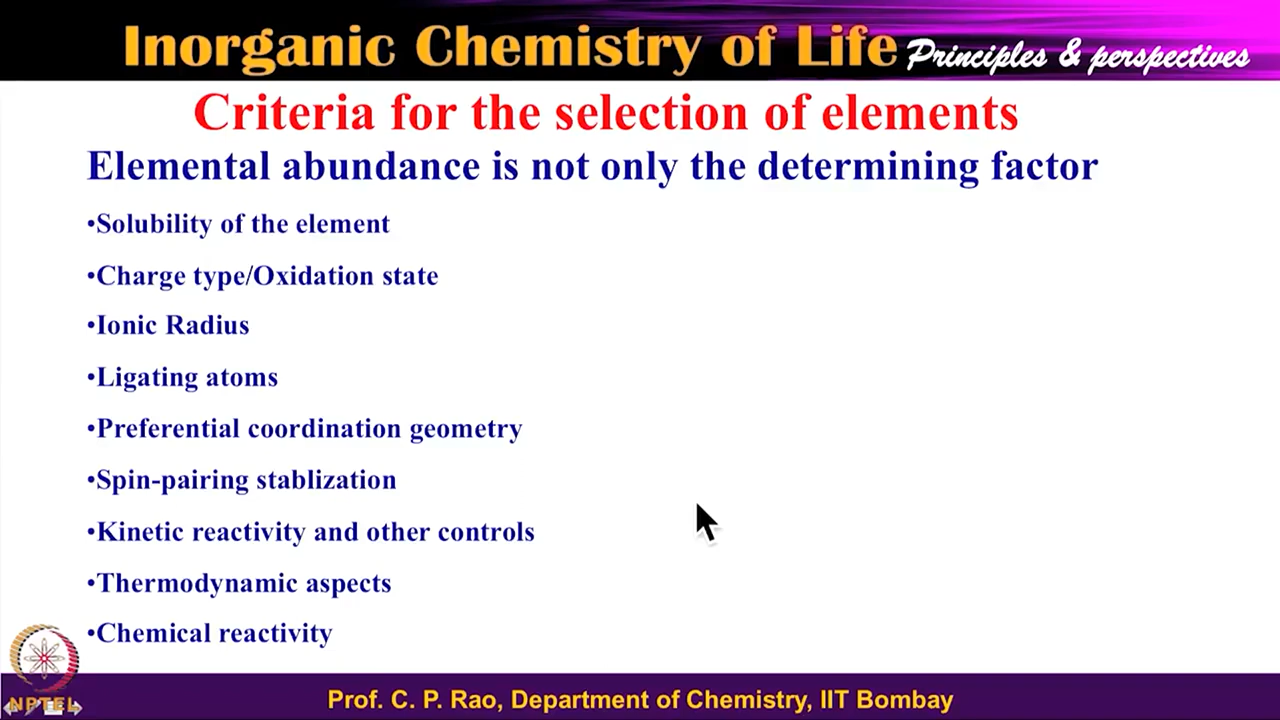 Inorganic Chemistry of Life Principles & perspectives
Criteria for the selection of elements
Elemental abundance is not only the determining factor
•Solubility of the element
•Charge type/Oxidation state
•Ionic Radius
•Ligating atoms
•Preferential coordination geometry
•Spin-pairing stablization
•Kinetic reactivity and other controls
•Thermodynamic aspects
•Chemical reactivity
NPTEL
Prof. C. P. Rao, Department of Chemistry, IIT Bombay